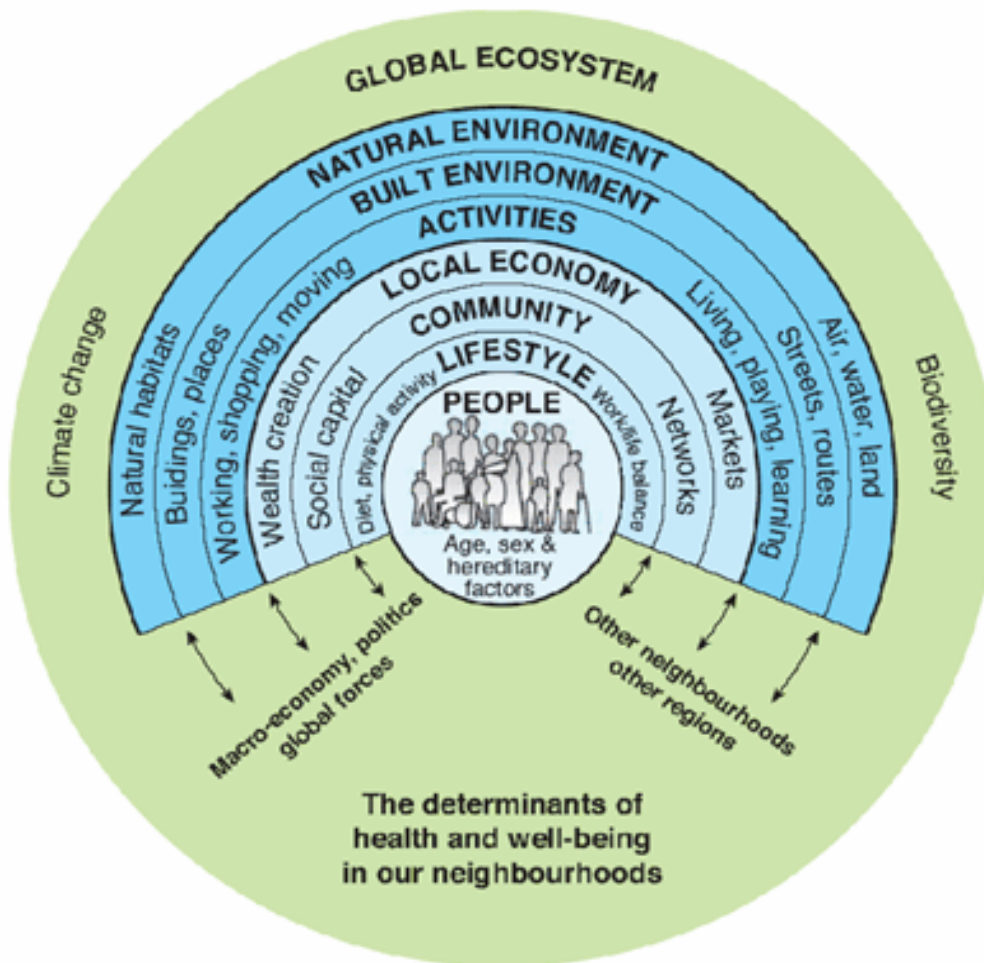 GLOBAL ECOSYSTEM
NATURAL ENVIRONMENT
BUILT ENVIRONMENT
ACTIVITIES
LOCAL ECONOMY
COMMUNITY
LIFESTYLE
PEOPLE
Age, sex &
hereditary
factors
Climate change
Natural habitats
Buidings, places
Working, shopping, moving
Wealth creation
Social capital
Diet, physical activity
Work/life balance
Networks
Markets
Living, playing, learning
Streets, routes
Air, water, land
Biodiversity
Macro-economy, politics
global forces
Other neighbourhoods
other regions
The determinants of
health and well-being
in our neighbourhoods